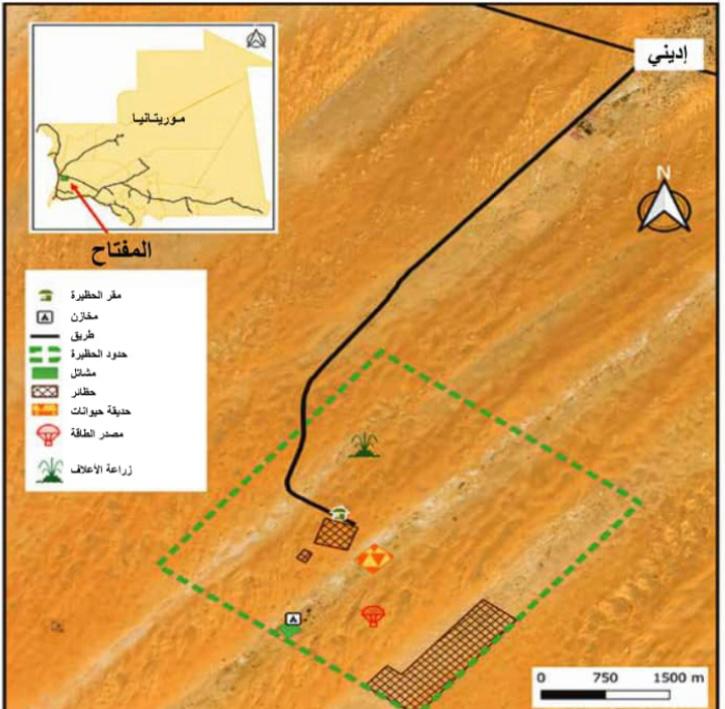 إديني
موريتانيا
N
المفتاح
مقر الحظيرة
مخازن
طريق
حدود الحظيرة
مشاتل
حظائر
حديقة حيوانات
مصدر الطاقة
زراعة الأعلاف
0 750 1500 m